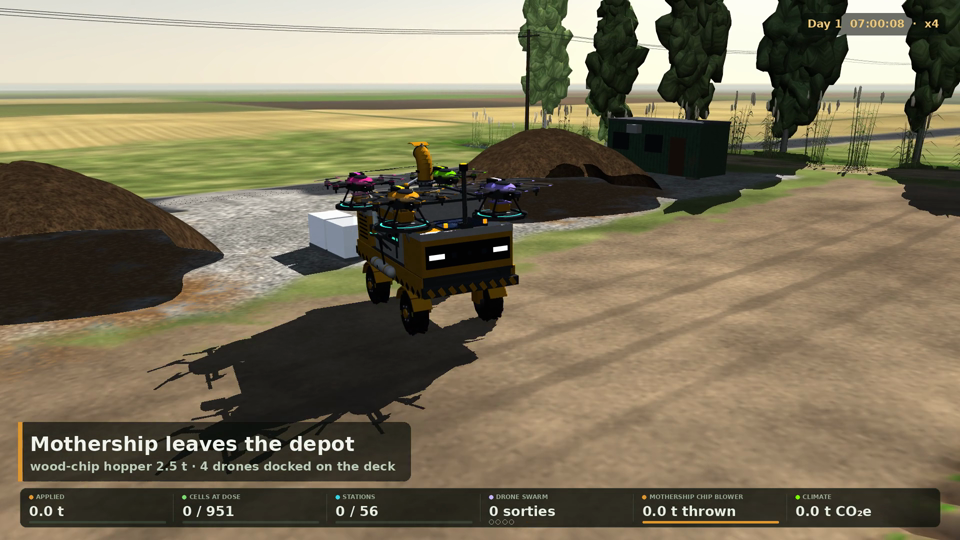 Day 1 07:00:08 · x4
Mothership leaves the depot
wood-chip hopper 2.5 t · 4 drones docked on the deck
APPLIED
0.0 t
CELLS AT DOSE
0 / 951
STATIONS
0 / 56
DRONE SWARM
0 sorties
MOTHERSHIP CHIP BLOWER
0.0 t thrown
CLIMATE
0.0 t CO₂e